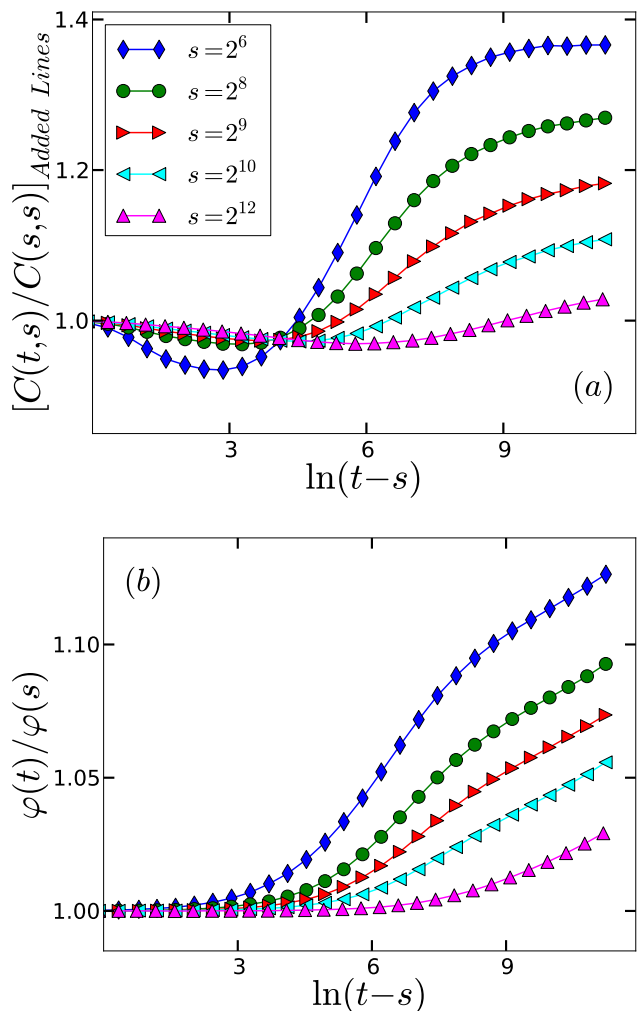 [C(t,s)/C(s,s)]Added Lines
1.4
1.2
1.0
s=2^6
s=2^8
s=2^9
s=2^10
s=2^12
(a)
3 6 9
ln(t−s)
(b)
φ(t)/φ(s)
1.10
1.05
1.00
3 6 9
ln(t−s)